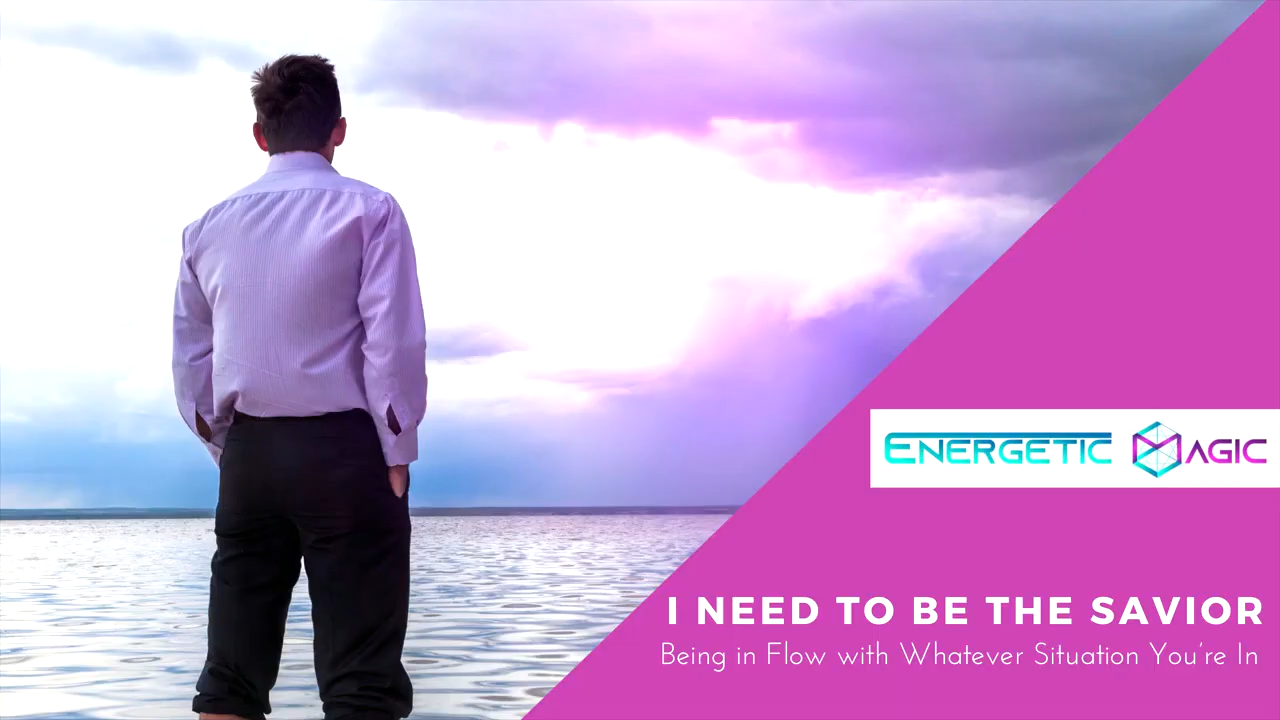 ENERGETIC MAGIC
I NEED TO BE THE SAVIOR
Being in Flow with Whatever Situation You're In